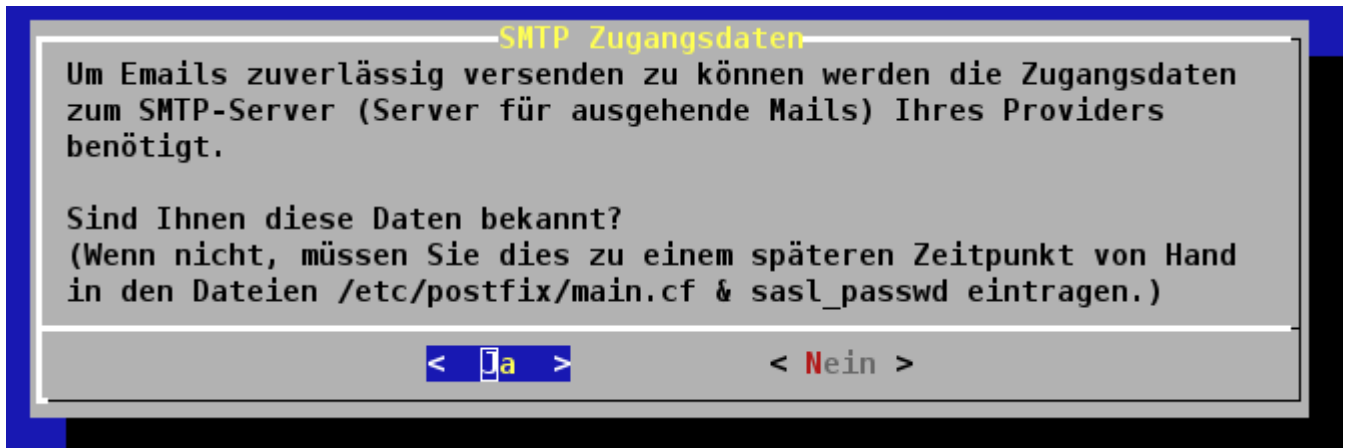 SMTP Zugangsdaten
Um Emails zuverlässig versenden zu können werden die Zugangsdaten
zum SMTP-Server (Server für ausgehende Mails) Ihres Providers
benötigt.
Sind Ihnen diese Daten bekannt?
(Wenn nicht, müssen Sie dies zu einem späteren Zeitpunkt von Hand
in den Dateien /etc/postfix/main.cf & sasl_passwd eintragen.)
< Ja > < Nein >